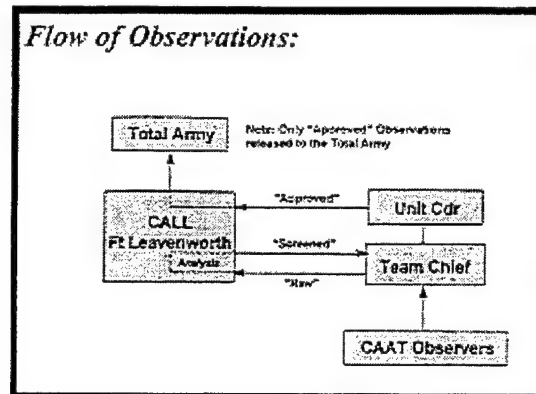 Flow of Observations:
Total Army
Note: Only "Approved" Observations
released to the Total Army
"Approved"
Unit Cdr
CALL
Ft Leavenworth
"Screened"
Analysis
Team Chief
"Raw"
CAAT Observers